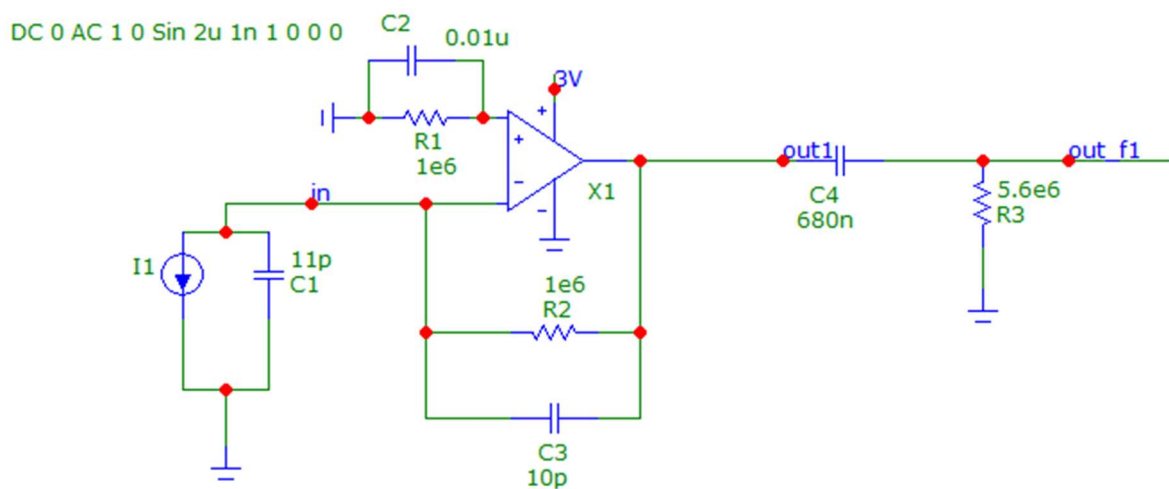 DC 0 AC 1 0 Sin 2u 1n 1 0 0 0
C2
0.01u
3V
R1
1e6
+
+
-
-
X1
in
out1
out_f1
C4
680n
5.6e6
R3
I1
11p
C1
1e6
R2
C3
10p